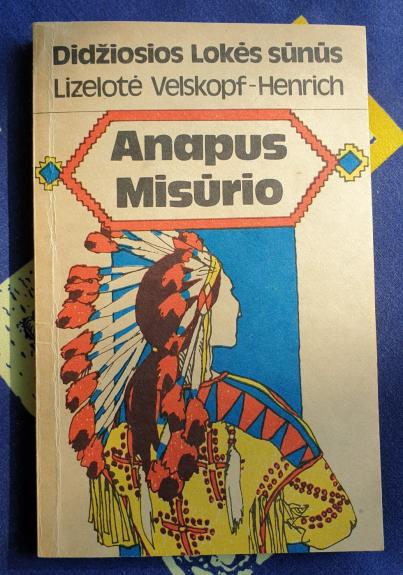 Didžiosios Lokės sūnūs
Lizelotė Velskopf-Henrich
Anapus
Misūrio